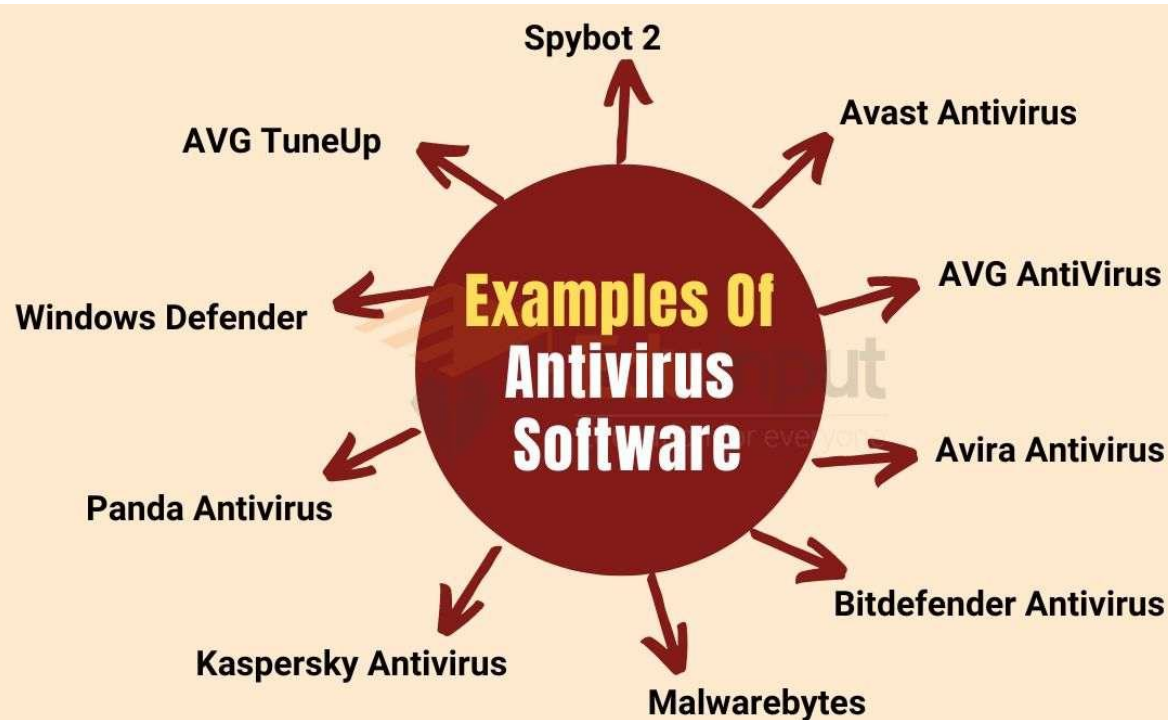 Spybot 2
Avast Antivirus
AVG TuneUp
AVG AntiVirus
Windows Defender
Examples Of
Antivirus
Software
Avira Antivirus
Panda Antivirus
Bitdefender Antivirus
Kaspersky Antivirus
Malwarebytes